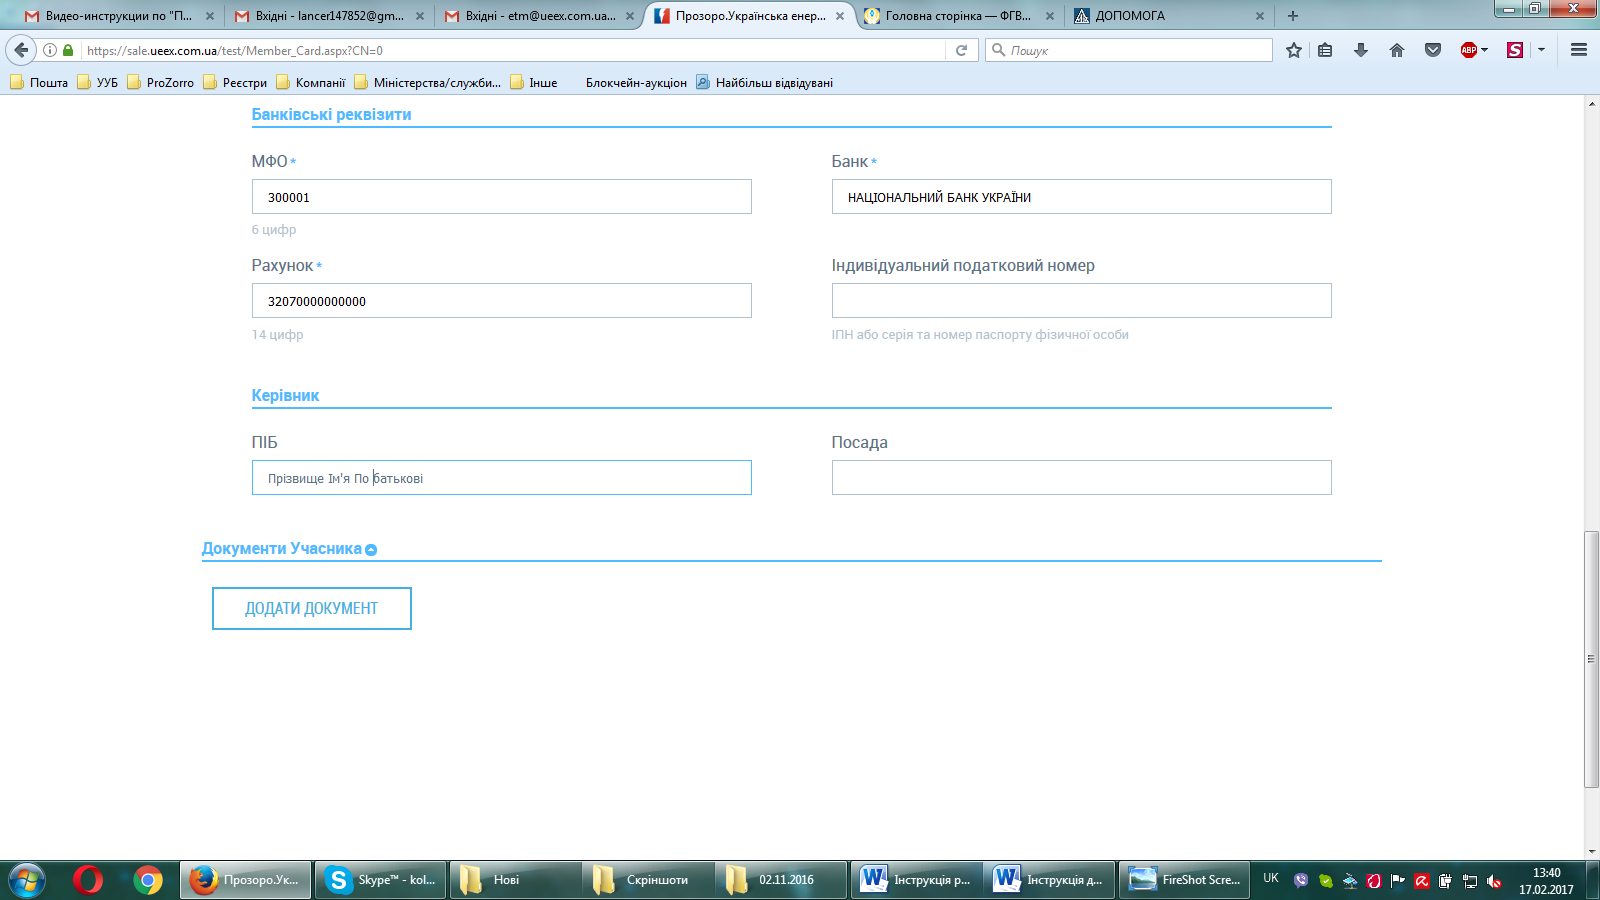 Видео-инструкции по "П...
Вхідні - lancer147852@gm...
Вхідні - etm@ueex.com.ua...
Прозоро.Українська енер...
Головна сторінка — ФГВ...
ДОПОМОГА
https://sale.ueex.com.ua/test/Member_Card.aspx?CN=0
Пошук
ABP
S
Пошта
УУБ
ProZorro
Реєстри
Компанії
Міністерства/служби...
Інше
Блокчейн-аукціон
Найбільш відвідувані
Банківські реквізити
МФО *
Банк *
300001
НАЦІОНАЛЬНИЙ БАНК УКРАЇНИ
6 цифр
Рахунок *
Індивідуальний податковий номер
32070000000000
14 цифр
ІПН або серія та номер паспорту фізичної особи
Керівник
ПІБ
Посада
Прізвище Ім'я По батькові
Документи Учасника
ДОДАТИ ДОКУМЕНТ
Прозоро.Ук...
Skype™ - kol...
Нові
Скріншоти
02.11.2016
Інструкція р...
Інструкція д...
FireShot Scre...
UK
13:40
17.02.2017